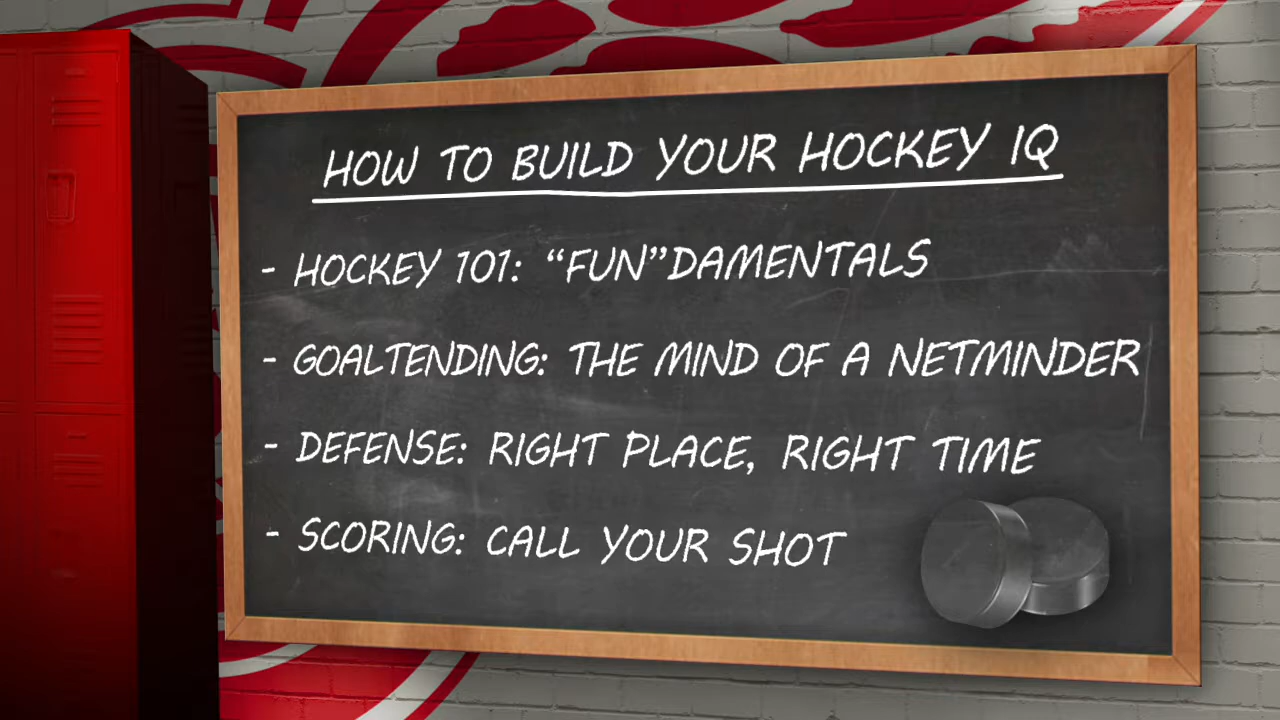 HOW TO BUILD YOUR HOCKEY IQ
- HOCKEY 101: “FUN”DAMENTALS
- GOALTENDING: THE MIND OF A NETMINDER
- DEFENSE: RIGHT PLACE, RIGHT TIME
- SCORING: CALL YOUR SHOT